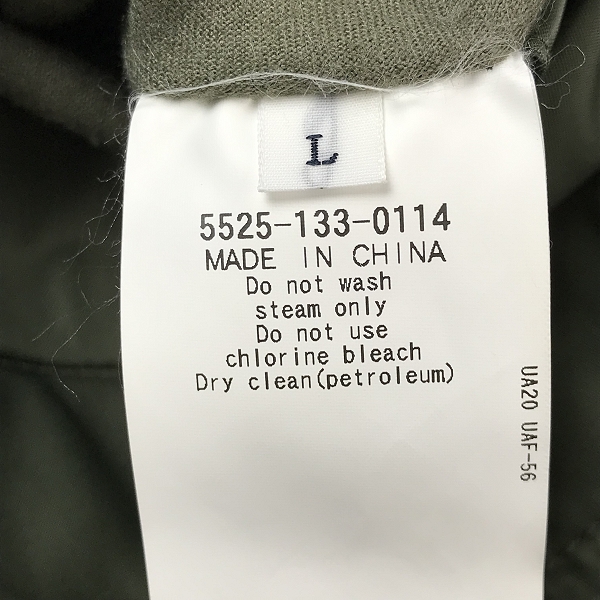 L
5525-133-0114
MADE IN CHINA
Do not wash
steam only
Do not use
chlorine bleach
Dry clean(petroleum)
UA20 UAF-56